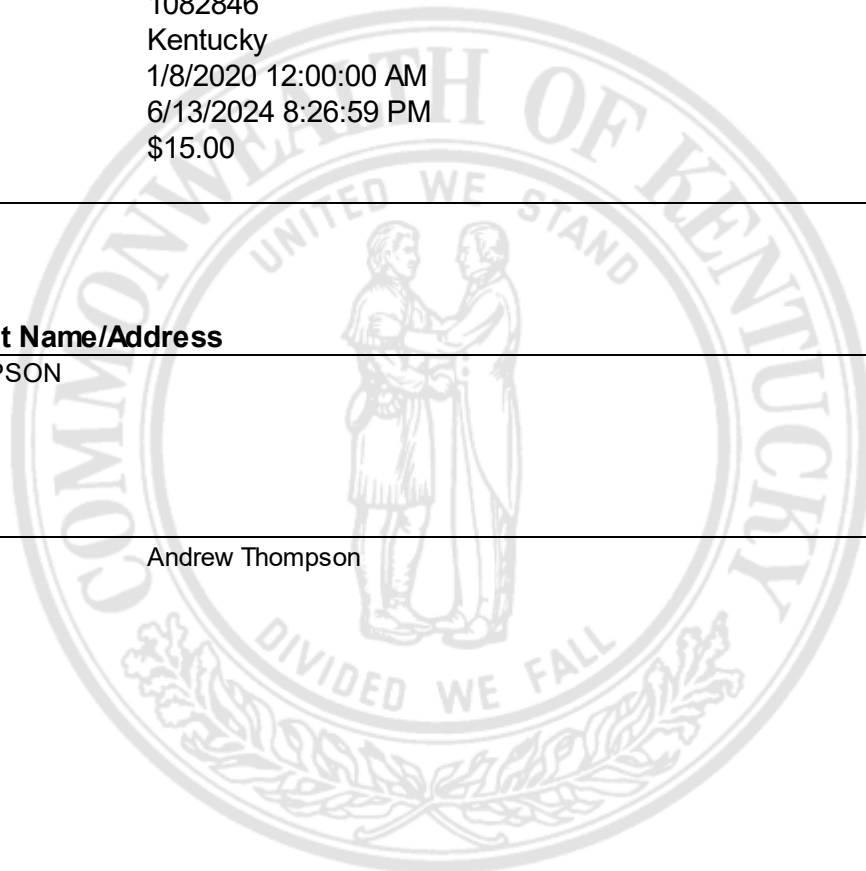 1082846
Kentucky
1/8/2020 12:00:00 AM
6/13/2024 8:26:59 PM
$15.00
COMMONWEALTH OF KENTUCKY
UNITED WE STAND
t Name/Address
PSON
Andrew Thompson
DIVIDED WE FALL